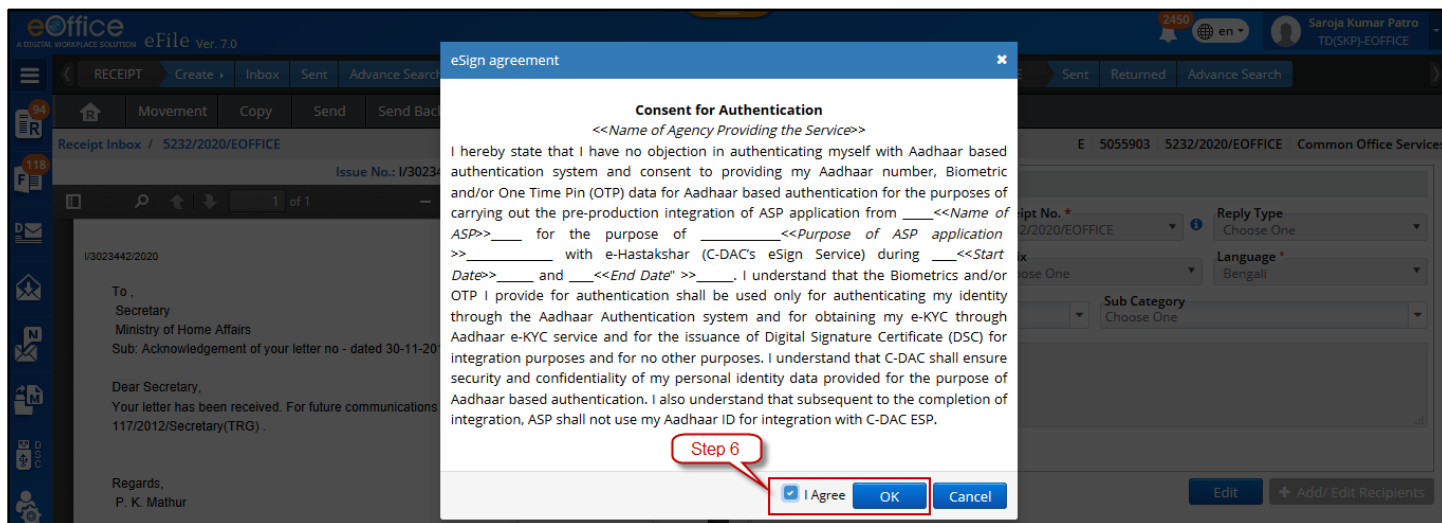 eOffice
A DIGITAL WORKPLACE SOLUTION eFile Ver. 7.0
2450
en
Saroja Kumar Patro
TD(SKP)-EOFFICE
RECEIPT Create Inbox Sent Advance Search
Sent Returned Advance Search
94
R
Movement Copy Send Send Back
Receipt Inbox / 5232/2020/EOFFICE
E 5055903 5232/2020/EOFFICE Common Office Services
118
F
Issue No.: I/30234
1 of 1
I/3023442/2020
To ,
Secretary
Ministry of Home Affairs
Sub: Acknowledgement of your letter no - dated 30-11-201
Dear Secretary,
Your letter has been received. For future communications
117/2012/Secretary(TRG) .
Regards,
P. K. Mathur
D
N
M
D
S
C
eSign agreement
Consent for Authentication
<<Name of Agency Providing the Service>>
I hereby state that I have no objection in authenticating myself with Aadhaar based
authentication system and consent to providing my Aadhaar number, Biometric
and/or One Time Pin (OTP) data for Aadhaar based authentication for the purposes of
carrying out the pre-production integration of ASP application from ____<<Name of
ASP>>____ for the purpose of __________<<Purpose of ASP application
>>___________ with e-Hastakshar (C-DAC's eSign Service) during ___<<Start
Date>>____ and ___<<End Date" >>_____. I understand that the Biometrics and/or
OTP I provide for authentication shall be used only for authenticating my identity
through the Aadhaar Authentication system and for obtaining my e-KYC through
Aadhaar e-KYC service and for the issuance of Digital Signature Certificate (DSC) for
integration purposes and for no other purposes. I understand that C-DAC shall ensure
security and confidentiality of my personal identity data provided for the purpose of
Aadhaar based authentication. I also understand that subsequent to the completion of
integration, ASP shall not use my Aadhaar ID for integration with C-DAC ESP.
Step 6
I Agree OK Cancel
ipt No. * Reply Type
2/2020/EOFFICE Choose One
Language *
ose One Bengali
Sub Category
Choose One
Edit + Add/ Edit Recipients